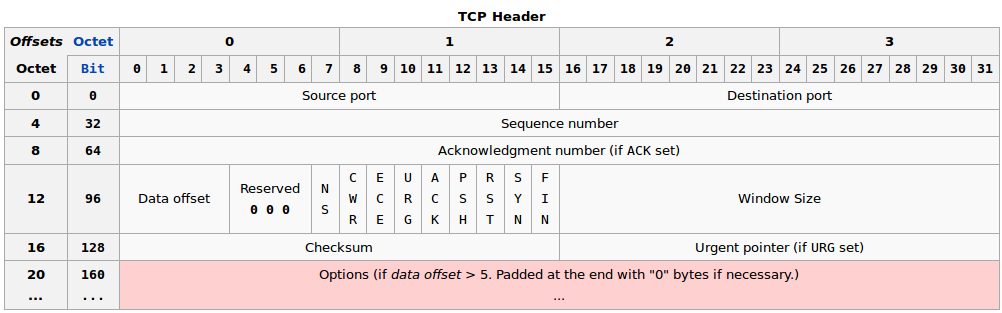 TCP Header
Offsets Octet 0 1 2 3
Octet Bit 0 1 2 3 4 5 6 7 8 9 10 11 12 13 14 15 16 17 18 19 20 21 22 23 24 25 26 27 28 29 30 31
0 0 Source port Destination port
4 32 Sequence number
8 64 Acknowledgment number (if ACK set)
12 96 Data offset Reserved 0 0 0 NS CWR ECE URG ACK PSH RST SYN FIN Window Size
16 128 Checksum Urgent pointer (if URG set)
20 160 Options (if data offset > 5. Padded at the end with "0" bytes if necessary.)
... ... ...